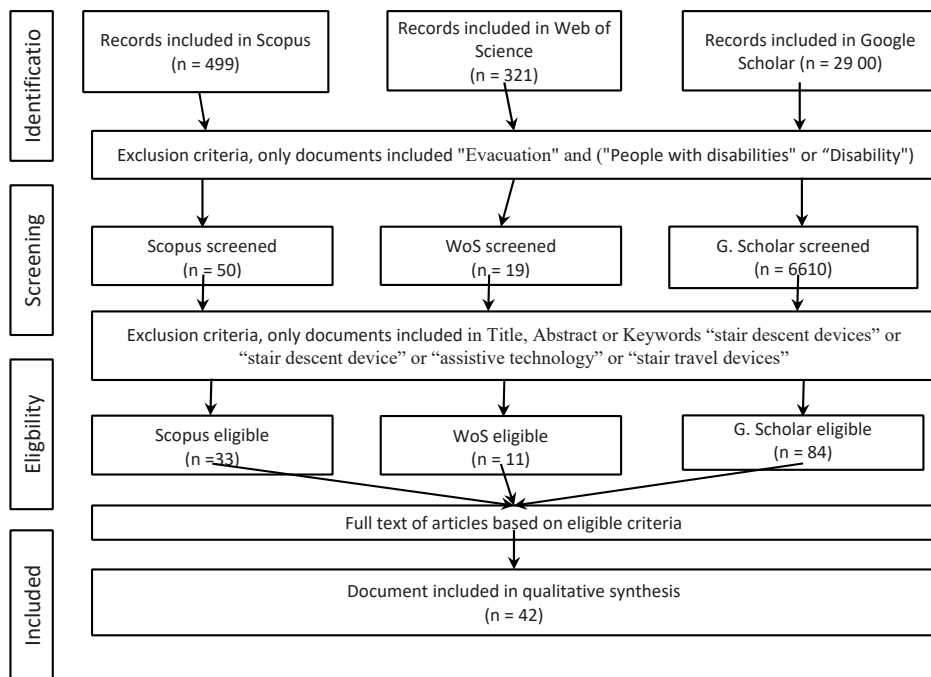 Identificatio
Records included in Scopus
(n = 499)
Records included in Web of
Science
(n = 321)
Records included in Google
Scholar (n = 29 00)
Exclusion criteria, only documents included "Evacuation" and ("People with disabilities" or “Disability")
Screening
Scopus screened
(n = 50)
WoS screened
(n = 19)
G. Scholar screened
(n = 6610)
Exclusion criteria, only documents included in Title, Abstract or Keywords “stair descent devices” or
“stair descent device” or “assistive technology” or “stair travel devices”
Eligbility
Scopus eligible
(n =33)
WoS eligible
(n = 11)
G. Scholar eligible
(n = 84)
Full text of articles based on eligible criteria
Included
Document included in qualitative synthesis
(n = 42)